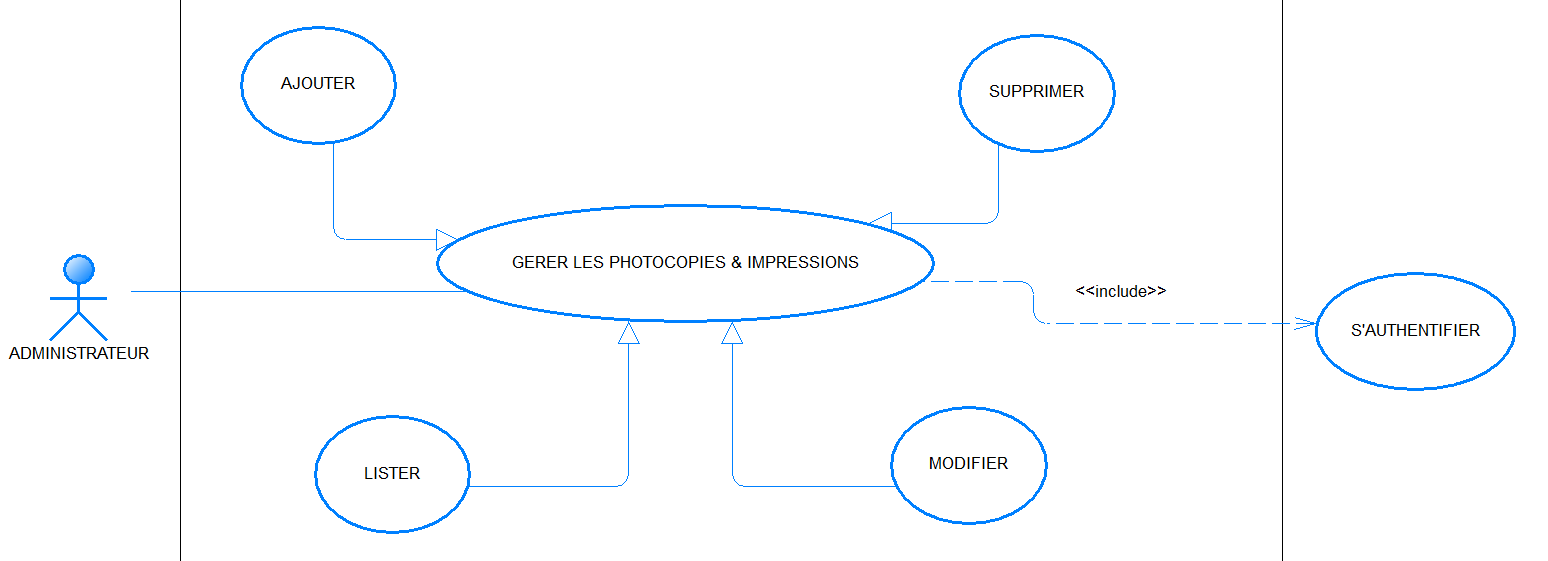 AJOUTER
SUPPRIMER
GERER LES PHOTOCOPIES & IMPRESSIONS
<<include>>
S'AUTHENTIFIER
ADMINISTRATEUR
LISTER
MODIFIER